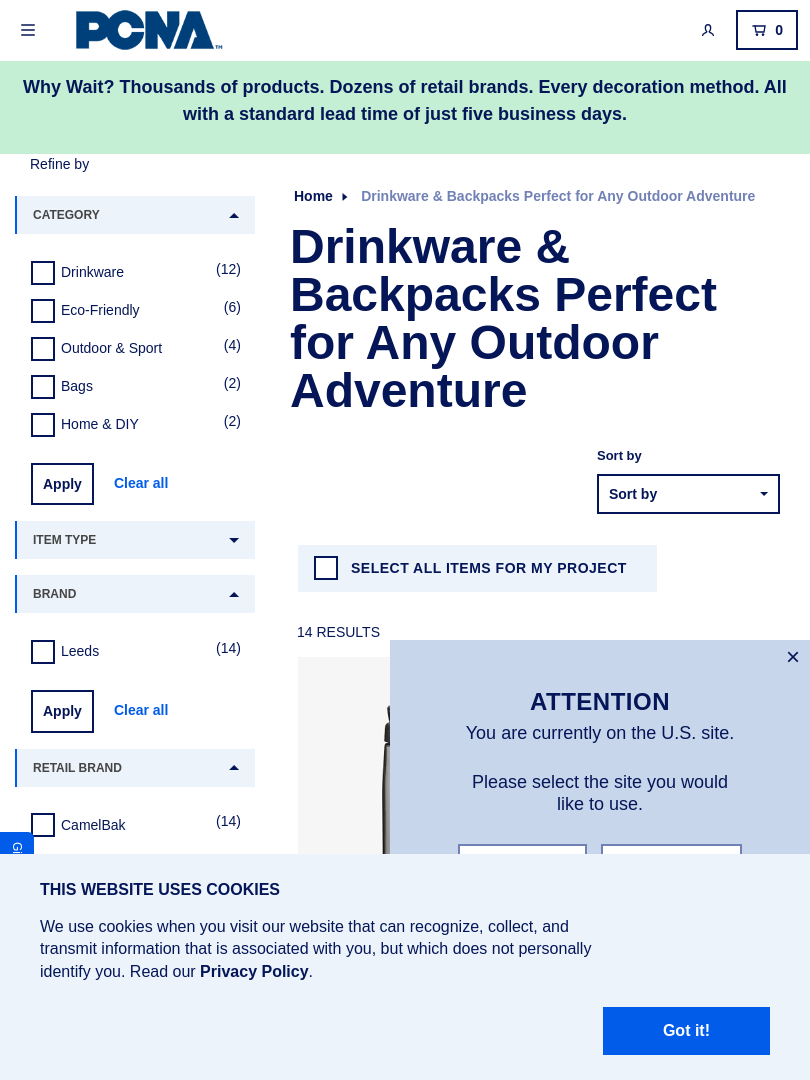 PCNA™
0
Why Wait? Thousands of products. Dozens of retail brands. Every decoration method. All
with a standard lead time of just five business days.
Refine by
CATEGORY
Drinkware (12)
Eco-Friendly (6)
Outdoor & Sport (4)
Bags (2)
Home & DIY (2)
Apply Clear all
ITEM TYPE
BRAND
Leeds (14)
Apply Clear all
RETAIL BRAND
CamelBak (14)
Home Drinkware & Backpacks Perfect for Any Outdoor Adventure
Drinkware &
Backpacks Perfect
for Any Outdoor
Adventure
Sort by
Sort by
SELECT ALL ITEMS FOR MY PROJECT
14 RESULTS
ATTENTION
You are currently on the U.S. site.
Please select the site you would
like to use.
THIS WEBSITE USES COOKIES
We use cookies when you visit our website that can recognize, collect, and
transmit information that is associated with you, but which does not personally
identify you. Read our Privacy Policy.
Got it!